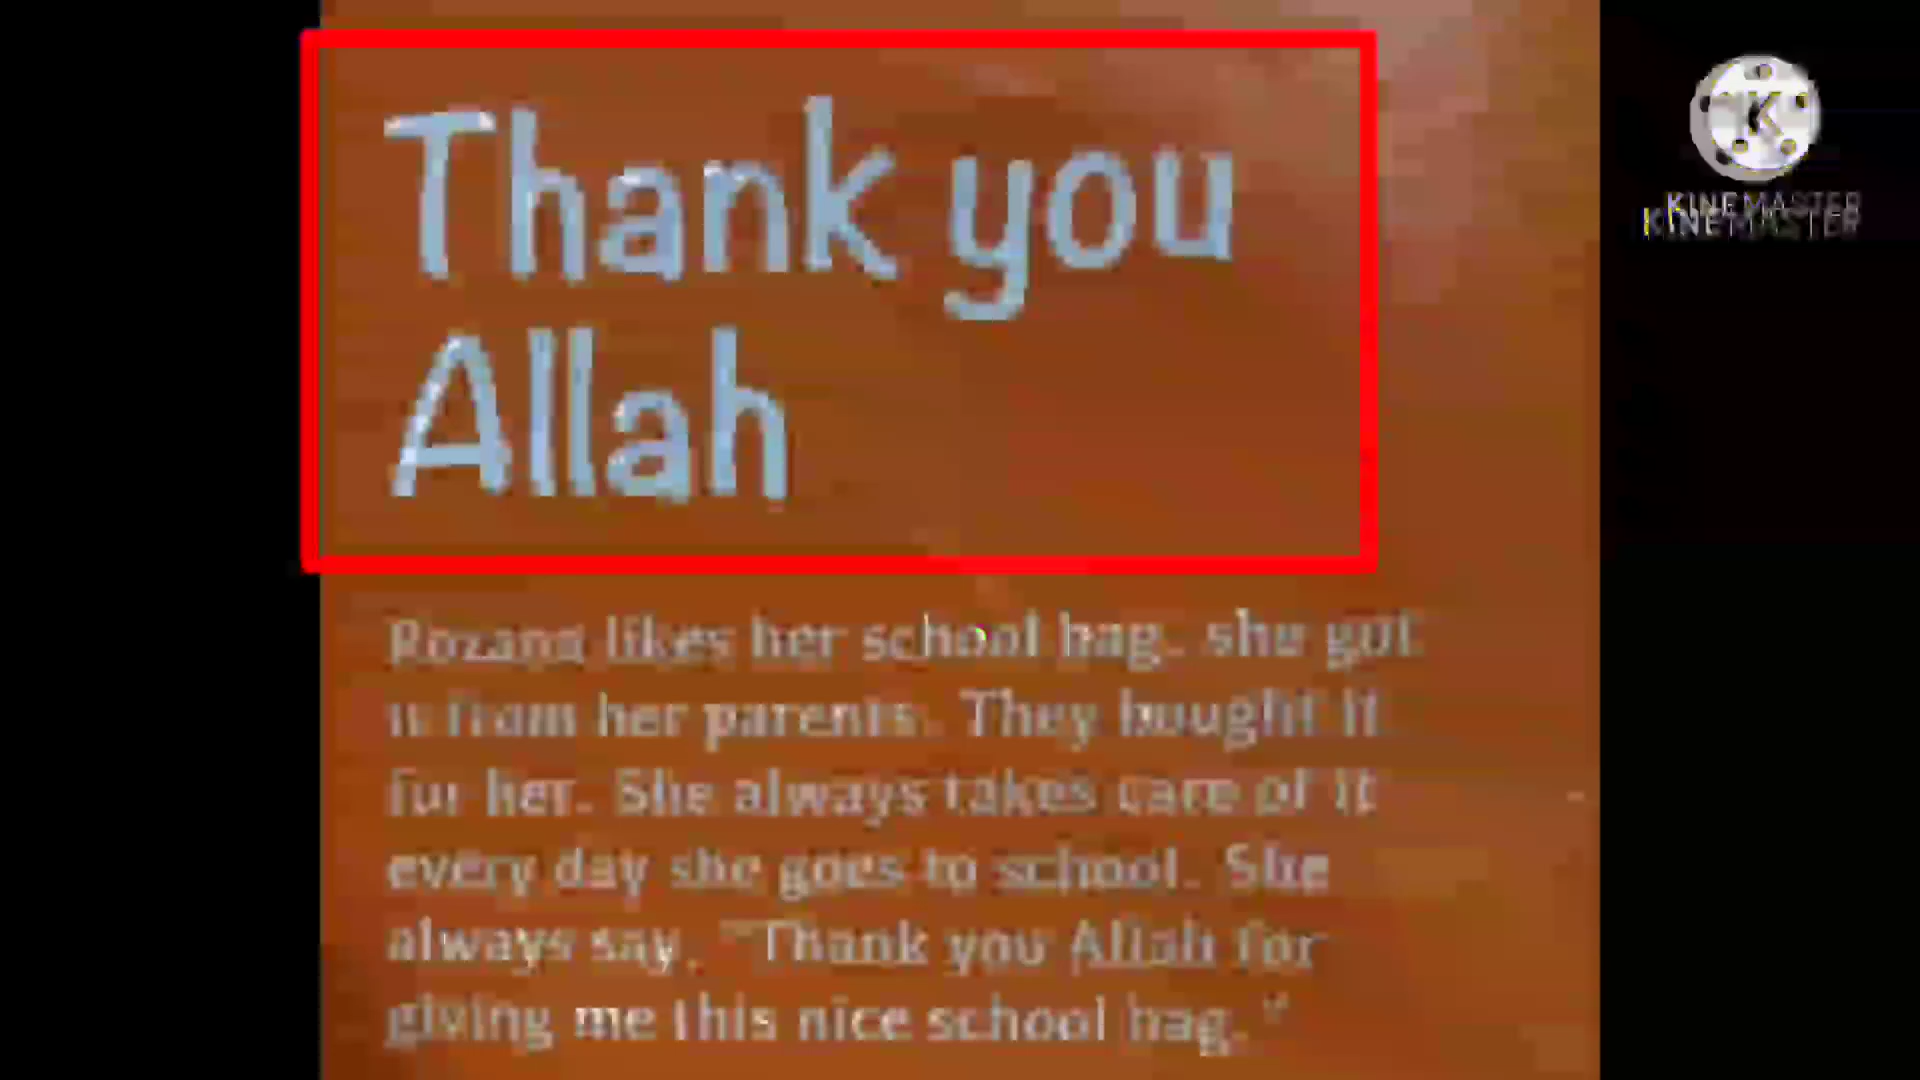 Thank you
Allah
Rozana likes her school bag. she got
it from her parents. They bought it
for her. She always takes care of it
every day she goes to school. She
always say. "Thank you Allah for
giving me this nice school bag."
KINEMASTER
KINEMASTER